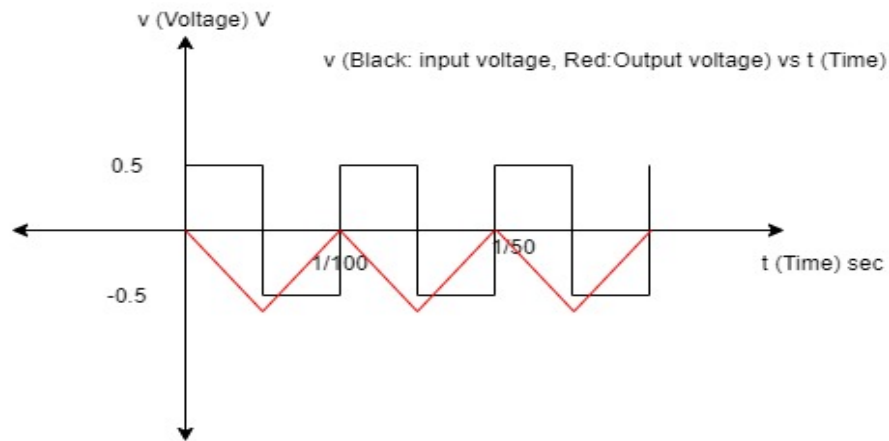 v (Voltage) V
v (Black: input voltage, Red:Output voltage) vs t (Time)
0.5
1/50
1/100
t (Time) sec
-0.5